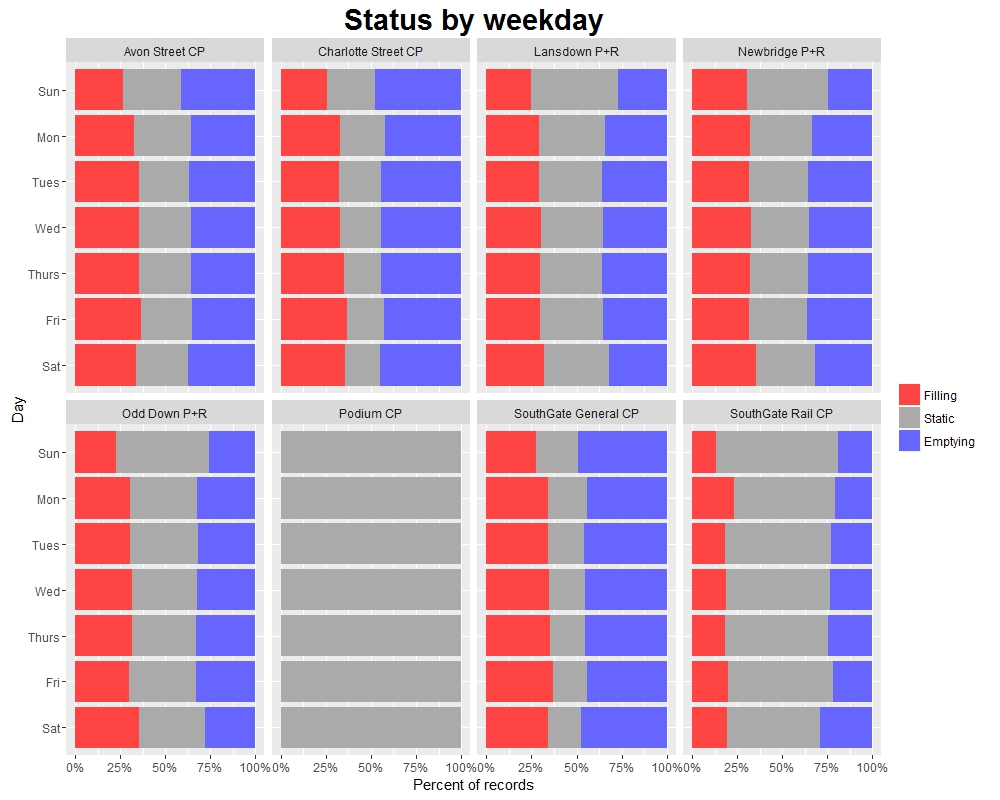 Status by weekday
Avon Street CP
Charlotte Street CP
Lansdown P+R
Newbridge P+R
Sun
Mon
Tues
Wed
Thurs
Fri
Sat
Day
Filling
Static
Emptying
Odd Down P+R
Podium CP
SouthGate General CP
SouthGate Rail CP
Sun
Mon
Tues
Wed
Thurs
Fri
Sat
0% 25% 50% 75% 100% 0% 25% 50% 75% 100% 0% 25% 50% 75% 100% 0% 25% 50% 75% 100%
Percent of records